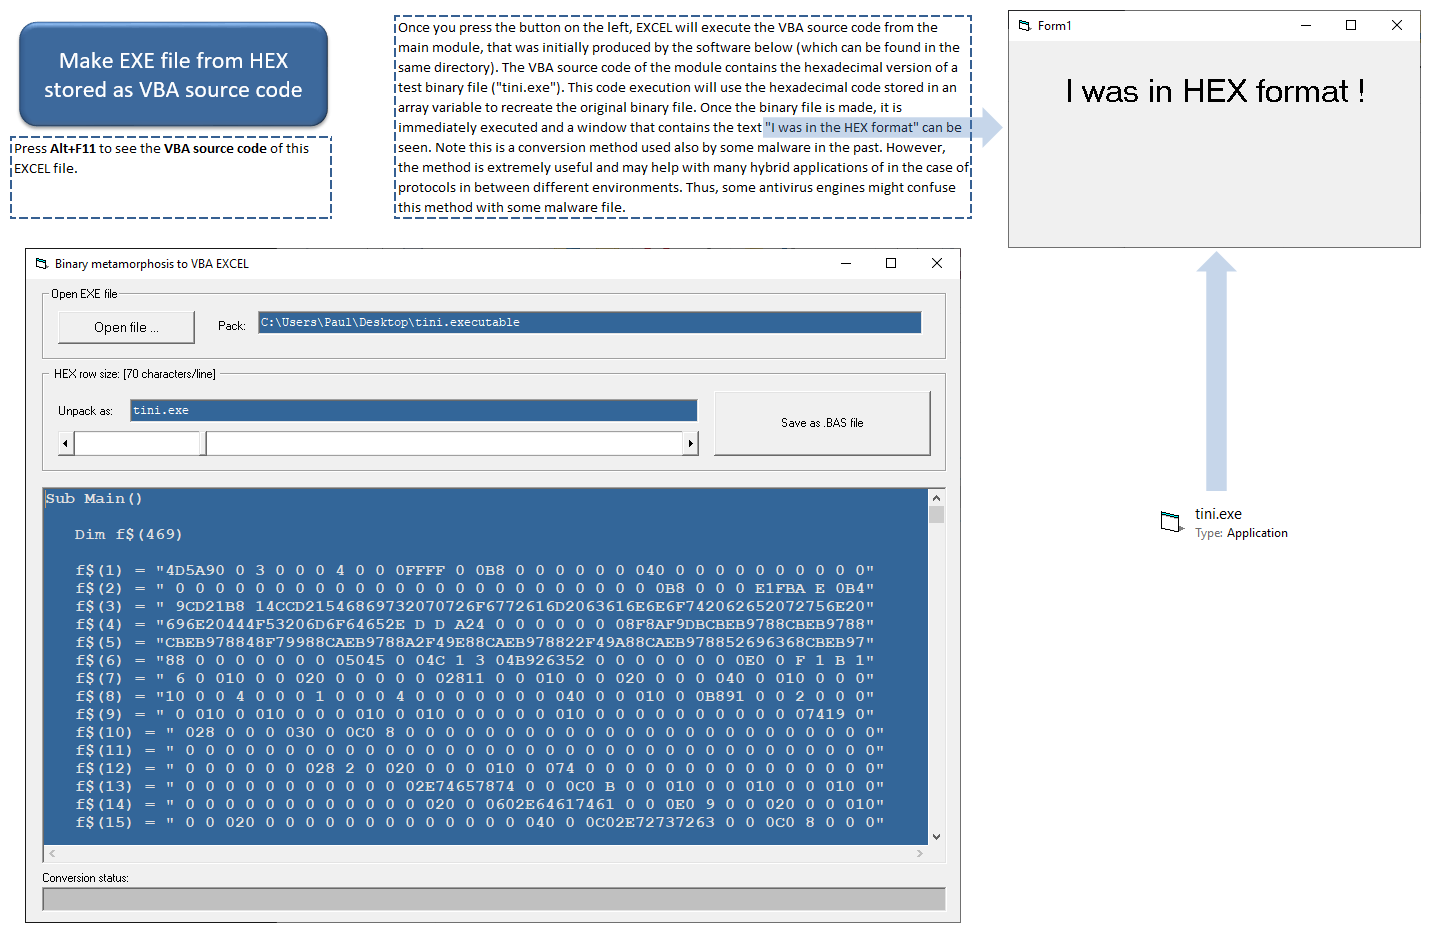 Make EXE file from HEX
stored as VBA source code
Press Alt+F11 to see the VBA source code of this
EXCEL file.
Once you press the button on the left, EXCEL will execute the VBA source code from the
main module, that was initially produced by the software below (which can be found in the
same directory). The VBA source code of the module contains the hexadecimal version of a
test binary file ("tini.exe"). This code execution will use the hexadecimal code stored in an
array variable to recreate the original binary file. Once the binary file is made, it is
immediately executed and a window that contains the text "I was in the HEX format" can be
seen. Note this is a conversion method used also by some malware in the past. However,
the method is extremely useful and may help with many hybrid applications of in the case of
protocols in between different environments. Thus, some antivirus engines might confuse
this method with some malware file.
Form1
I was in HEX format !
Binary metamorphosis to VBA EXCEL
Open EXE file
Open file ...
Pack:
C:\Users\Paul\Desktop\tini.executable
HEX row size: [70 characters/line]
Unpack as:
tini.exe
Save as .BAS file
Sub Main()
Dim f$(469)
f$(1) = "4D5A90 0 3 0 0 0 4 0 0 0FFFF 0 0B8 0 0 0 0 0 0 040 0 0 0 0 0 0 0 0 0 0"
f$(2) = " 0 0 0 0 0 0 0 0 0 0 0 0 0 0 0 0 0 0 0 0 0 0 0 0 0B8 0 0 0 E1FBA E 0B4"
f$(3) = " 9CD21B8 14CCD21546869732070726F6772616D2063616E6E6F742062652072756E20"
f$(4) = "696E20444F53206D6F64652E D D A24 0 0 0 0 0 0 08F8AF9DBCBEB9788CBEB9788"
f$(5) = "CBEB978848F79988CAEB9788A2F49E88CAEB978822F49A88CAEB978852696368CBEB97"
f$(6) = "88 0 0 0 0 0 0 0 05045 0 04C 1 3 04B926352 0 0 0 0 0 0 0 0E0 0 F 1 B 1"
f$(7) = " 6 0 010 0 0 020 0 0 0 0 0 02811 0 0 010 0 0 020 0 0 0 040 0 010 0 0 0"
f$(8) = "10 0 0 4 0 0 0 1 0 0 0 4 0 0 0 0 0 0 0 040 0 0 010 0 0B891 0 0 2 0 0 0"
f$(9) = " 0 010 0 010 0 0 0 010 0 010 0 0 0 0 0 010 0 0 0 0 0 0 0 0 0 0 07419 0"
f$(10) = " 028 0 0 0 030 0 0C0 8 0 0 0 0 0 0 0 0 0 0 0 0 0 0 0 0 0 0 0 0 0 0 0 0"
f$(11) = " 0 0 0 0 0 0 0 0 0 0 0 0 0 0 0 0 0 0 0 0 0 0 0 0 0 0 0 0 0 0 0 0 0 0 0"
f$(12) = " 0 0 0 0 0 0 028 2 0 020 0 0 0 010 0 074 0 0 0 0 0 0 0 0 0 0 0 0 0 0 0"
f$(13) = " 0 0 0 0 0 0 0 0 0 0 0 02E74657874 0 0 0C0 B 0 0 010 0 0 010 0 0 010 0"
f$(14) = " 0 0 0 0 0 0 0 0 0 0 0 0 020 0 0602E64617461 0 0 0E0 9 0 0 020 0 0 010"
f$(15) = " 0 0 020 0 0 0 0 0 0 0 0 0 0 0 0 0 0 040 0 0C02E72737263 0 0 0C0 8 0 0 0"
Conversion status:
tini.exe
Type: Application